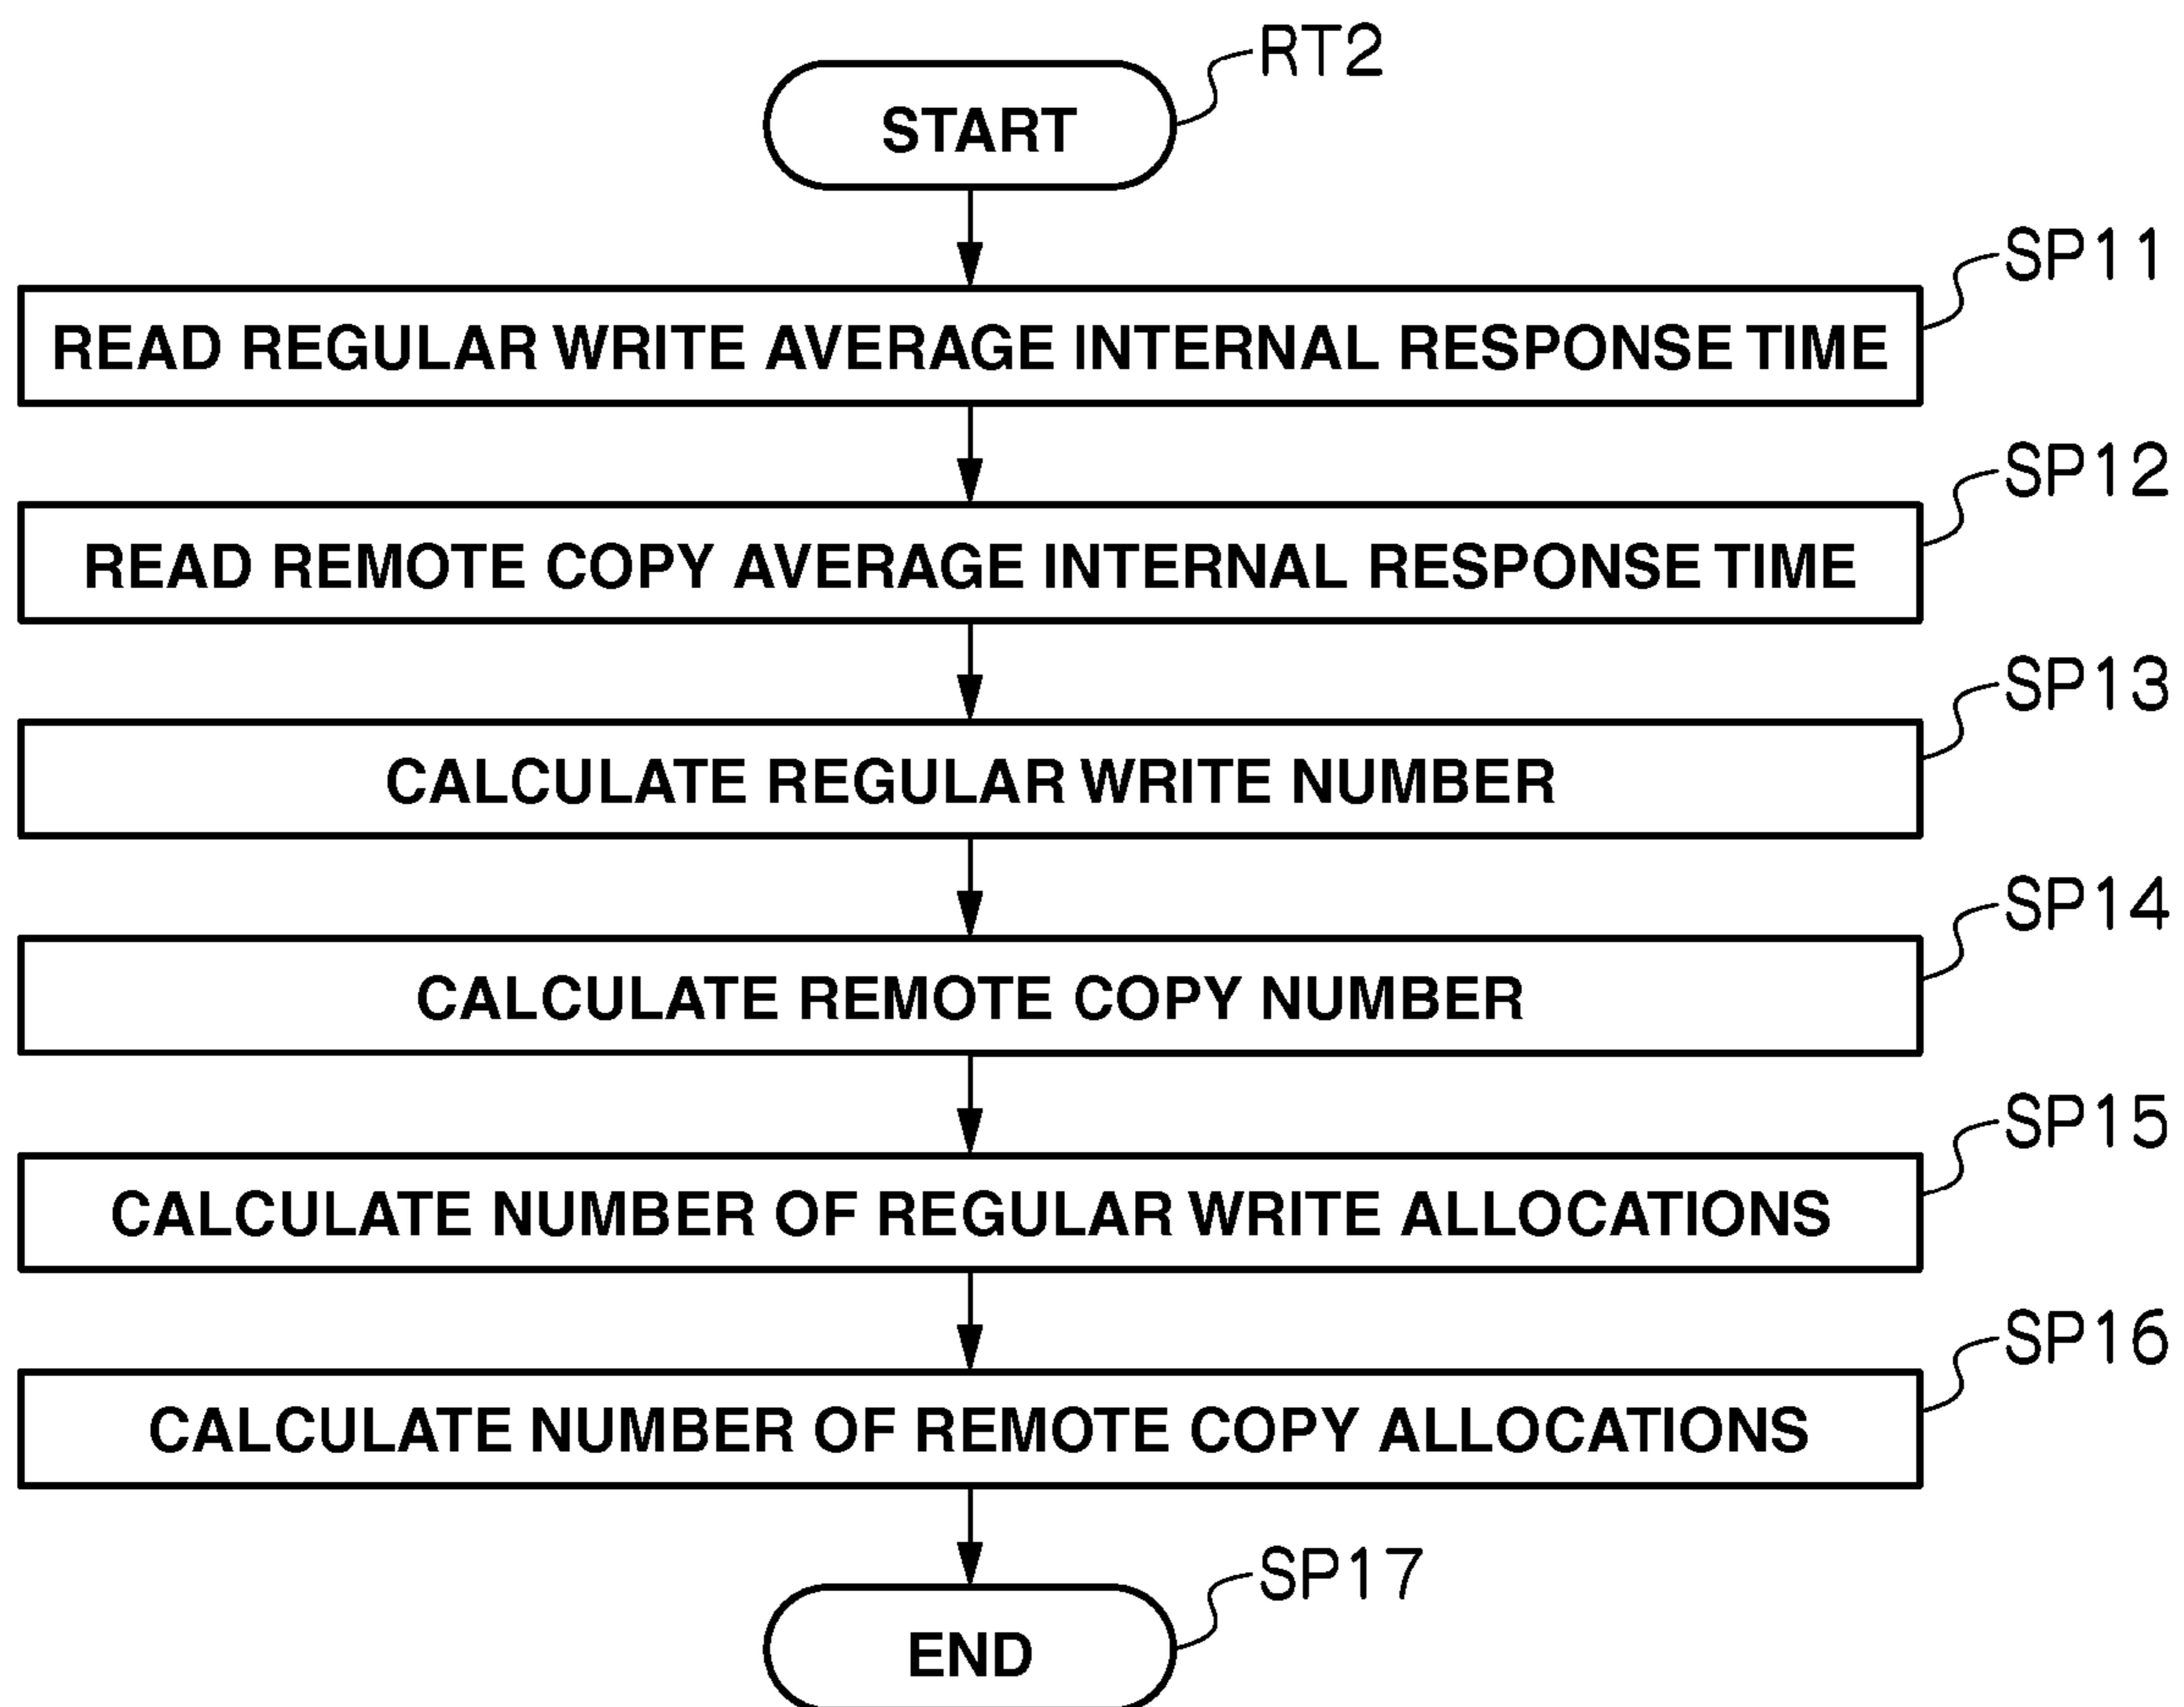 RT2
START
SP11
READ REGULAR WRITE AVERAGE INTERNAL RESPONSE TIME
SP12
READ REMOTE COPY AVERAGE INTERNAL RESPONSE TIME
SP13
CALCULATE REGULAR WRITE NUMBER
SP14
CALCULATE REMOTE COPY NUMBER
SP15
CALCULATE NUMBER OF REGULAR WRITE ALLOCATIONS
SP16
CALCULATE NUMBER OF REMOTE COPY ALLOCATIONS
SP17
END